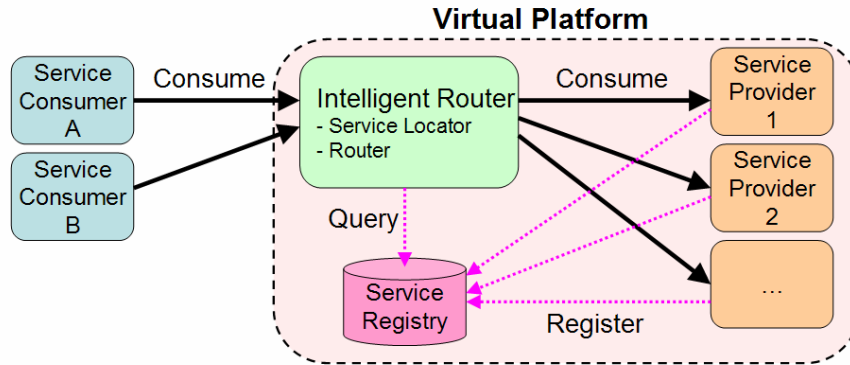 Virtual Platform
Service
Consumer
A
Consume
Intelligent Router
- Service Locator
- Router
Consume
Service
Provider
1
Service
Consumer
B
Service
Provider
2
Query
Service
Registry
...
Register